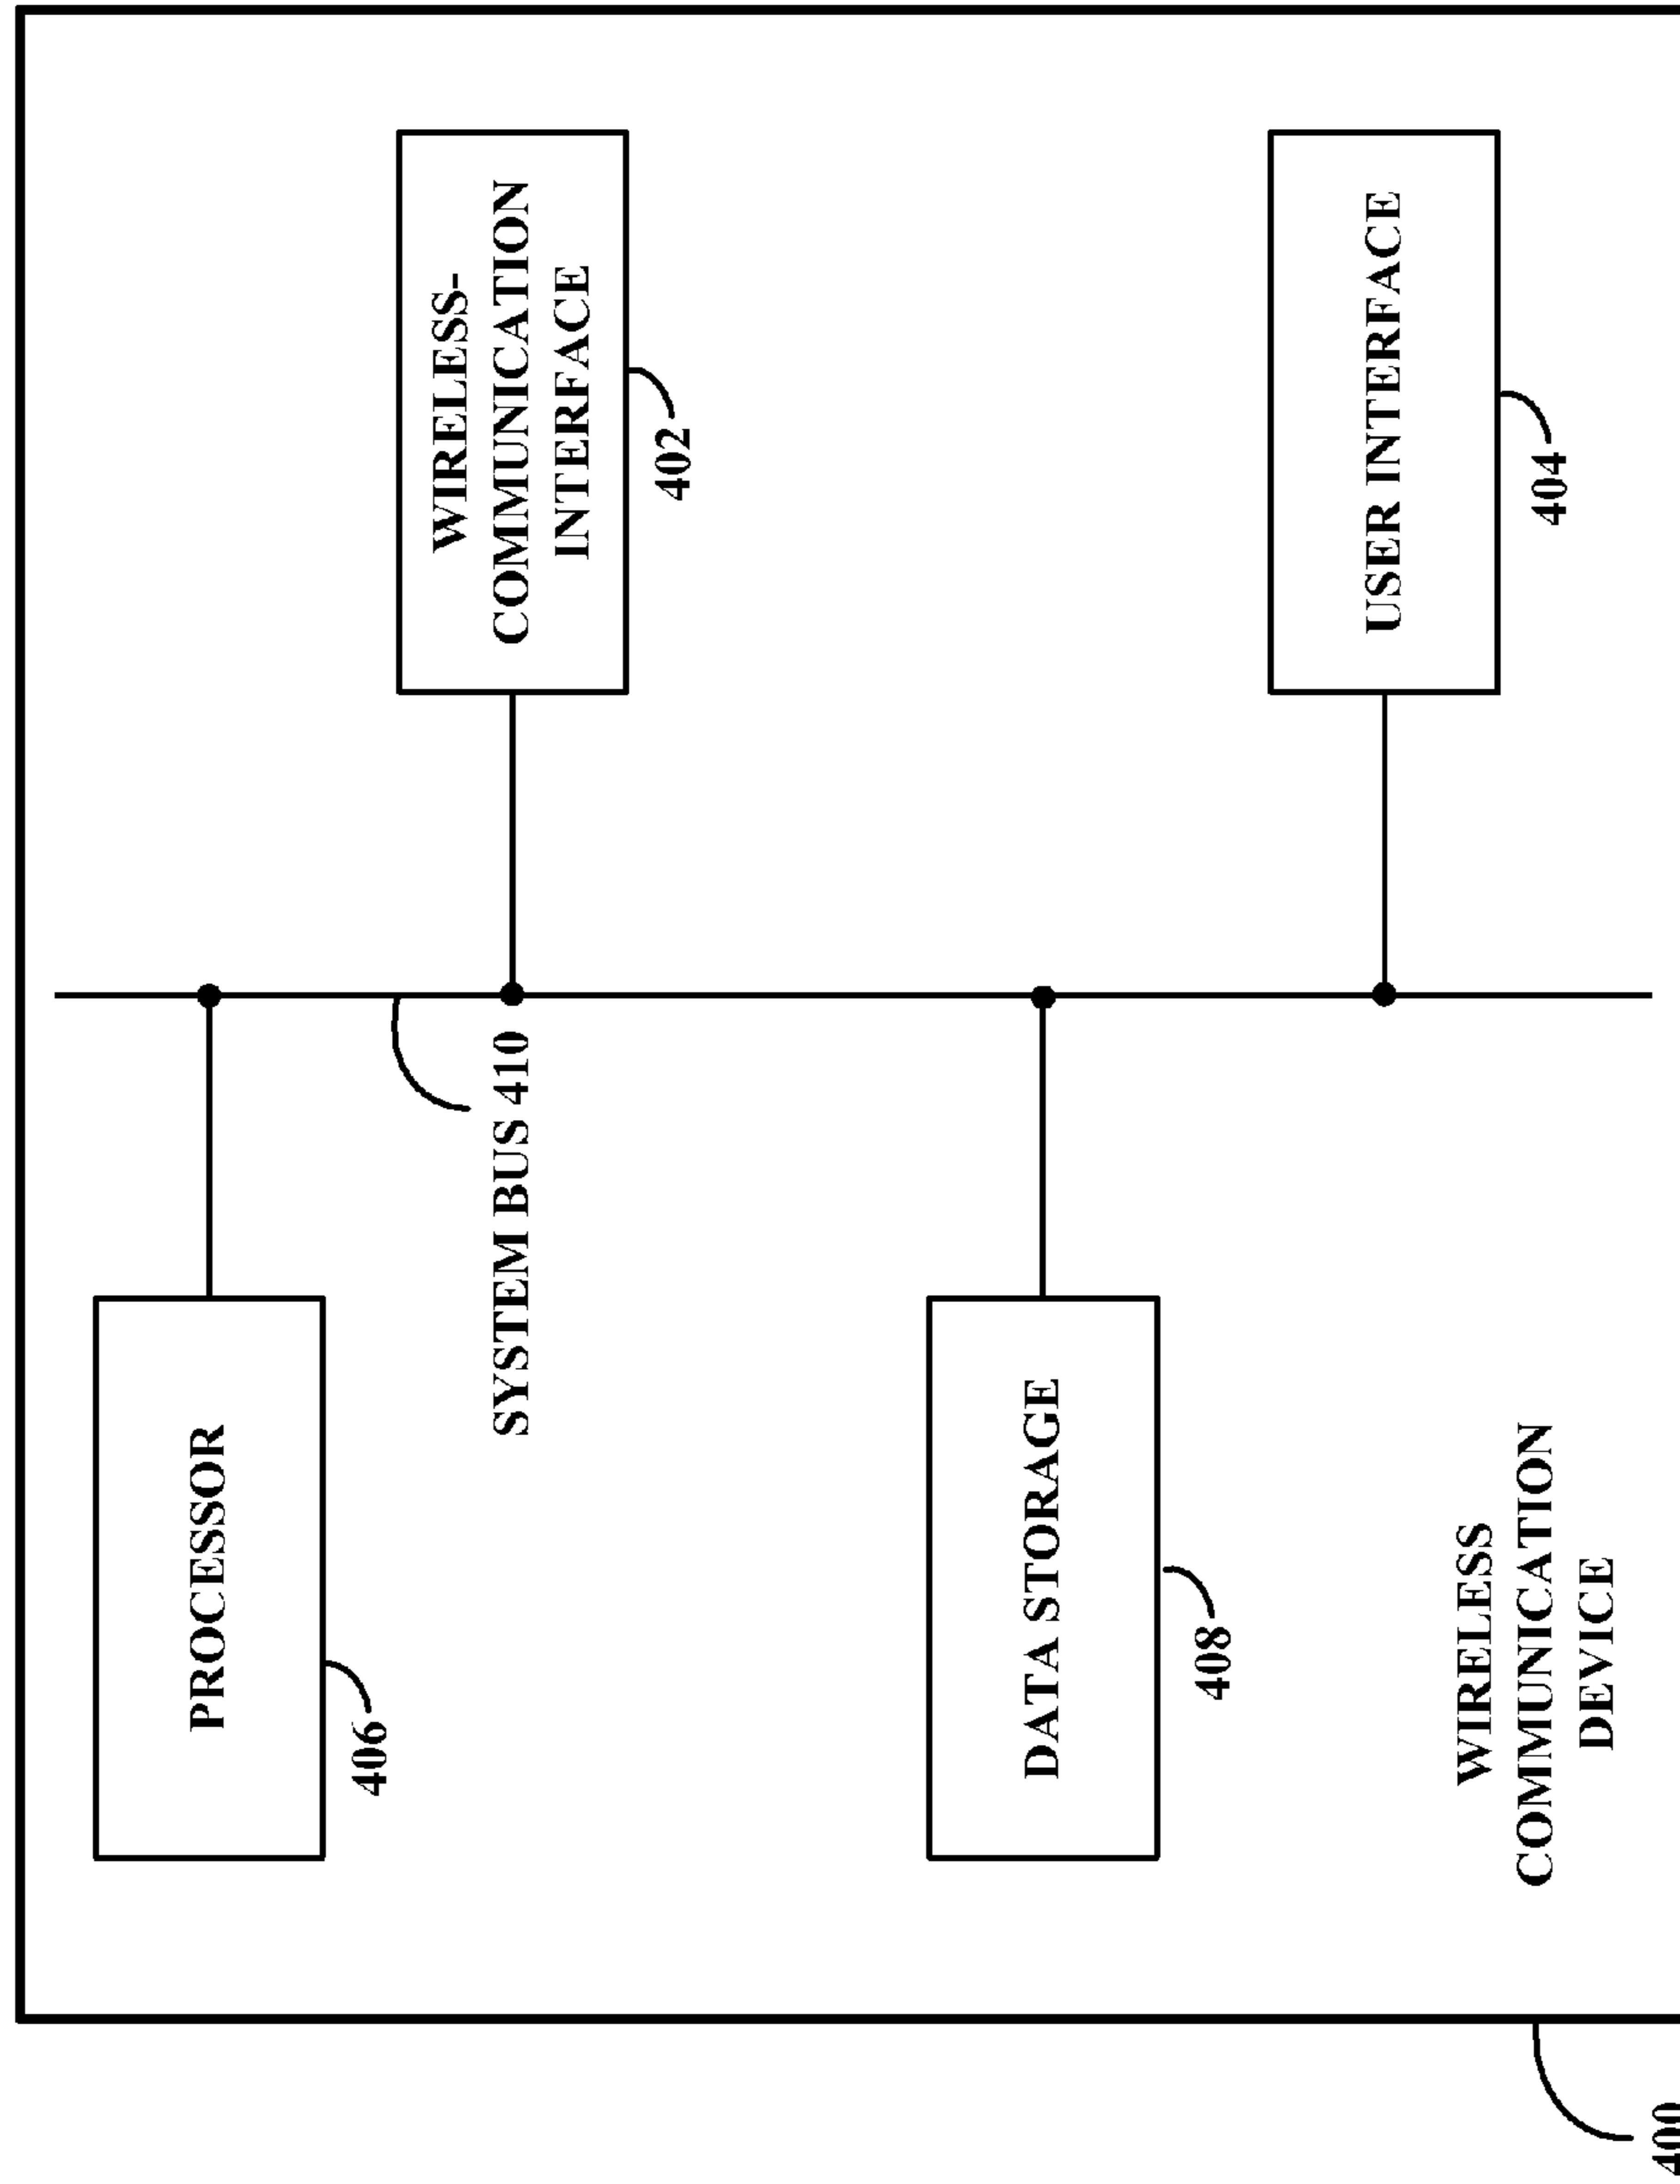 PROCESSOR
406
WIRELESS-
COMMUNICATION
INTERFACE
402
SYSTEM BUS 410
DATA STORAGE
408
USER INTERFACE
404
WIRELESS
COMMUNICATION
DEVICE
400